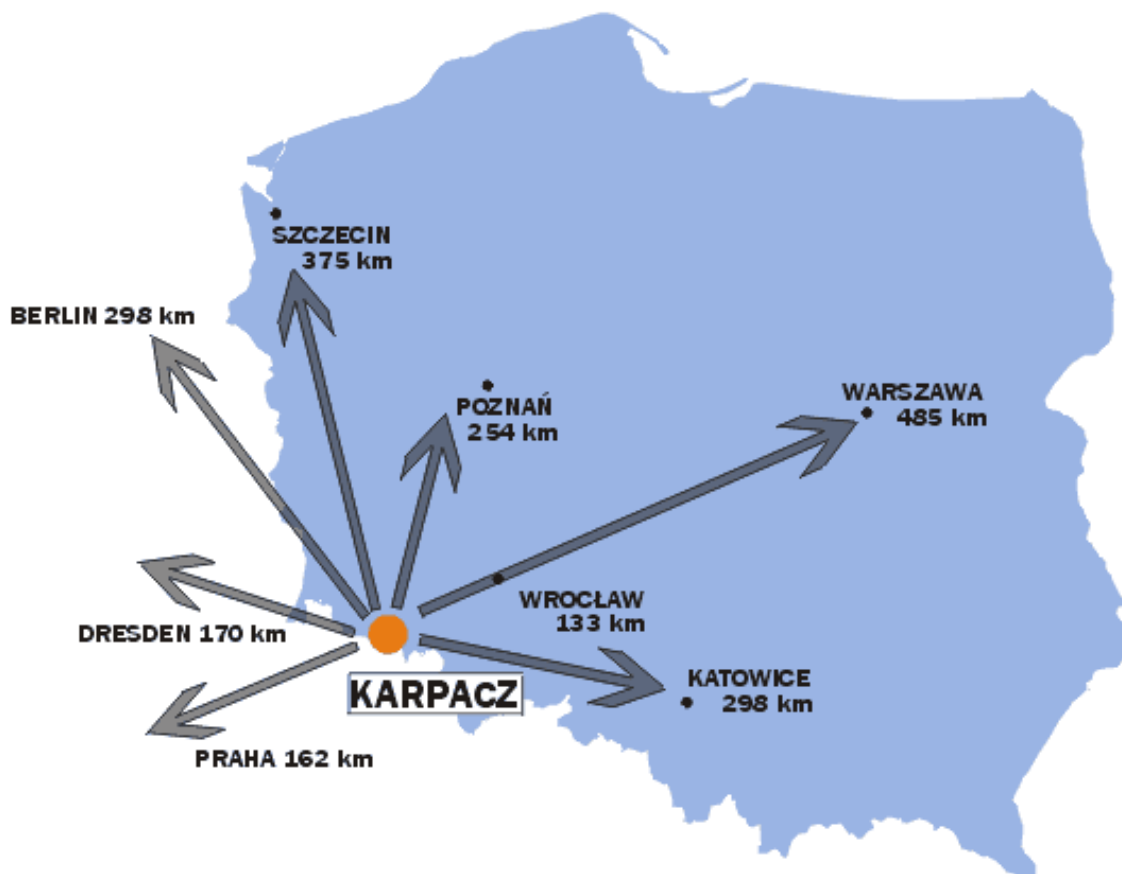 SZCZECIN
375 km
BERLIN 298 km
POZNAŃ
254 km
WARSZAWA
485 km
WROCŁAW
133 km
DRESDEN 170 km
KARPACZ
KATOWICE
298 km
PRAHA 162 km